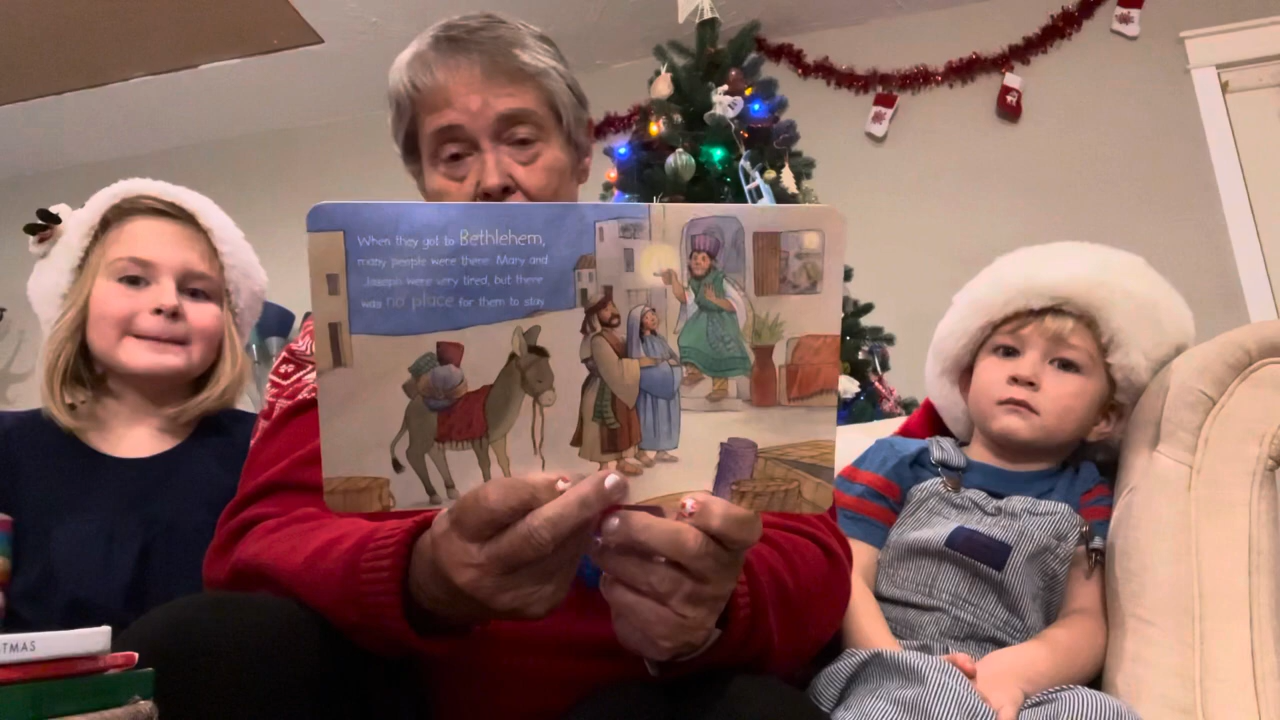 When they got to Bethlehem,
many people were there. Mary and
Joseph were very tired, but there
was no place for them to stay.
TMAS